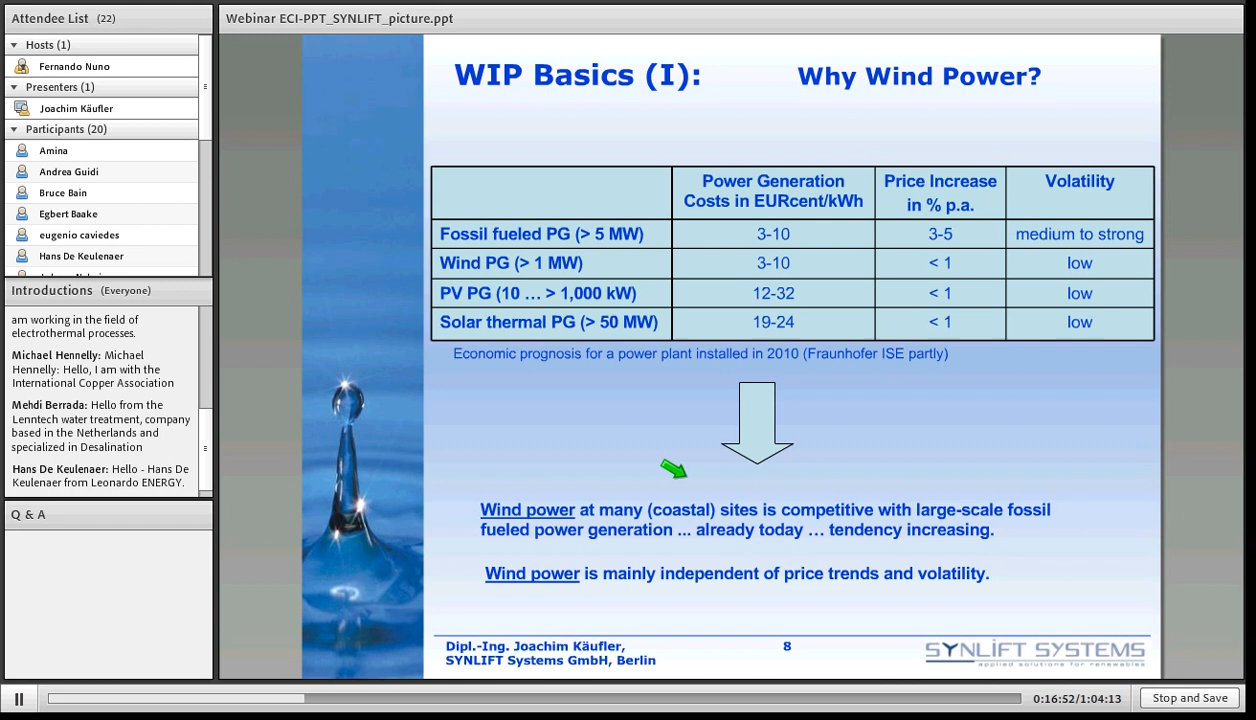 Attendee List (22)
Hosts (1)
Fernando Nuno
Presenters (1)
Joachim Käufler
Participants (20)
Amina
Andrea Guidi
Bruce Bain
Egbert Baake
eugenio caviedes
Hans De Keulenaer
Introductions (Everyone)
am working in the field of
electrothermal processes.
Michael Hennelly: Michael
Hennelly: Hello, I am with the
International Copper Association
Mehdi Berrada: Hello from the
Lenntech water treatment, company
based in the Netherlands and
specialized in Desalination
Hans De Keulenaer: Hello - Hans De
Keulenaer from Leonardo ENERGY.
Q & A
Webinar ECI-PPT_SYNLIFT_picture.ppt
WIP Basics (I): Why Wind Power?
Power Generation
Costs in EURcent/kWh
Price Increase
in % p.a.
Volatility
Fossil fueled PG (> 5 MW) 3-10 3-5 medium to strong
Wind PG (> 1 MW) 3-10 < 1 low
PV PG (10 … > 1,000 kW) 12-32 < 1 low
Solar thermal PG (> 50 MW) 19-24 < 1 low
Economic prognosis for a power plant installed in 2010 (Fraunhofer ISE partly)
Wind power at many (coastal) sites is competitive with large-scale fossil
fueled power generation ... already today … tendency increasing.
Wind power is mainly independent of price trends and volatility.
Dipl.-Ing. Joachim Käufler,
SYNLIFT Systems GmbH, Berlin
8
SYNLIFT SYSTEMS
applied solutions for renewables
0:16:52/1:04:13
Stop and Save